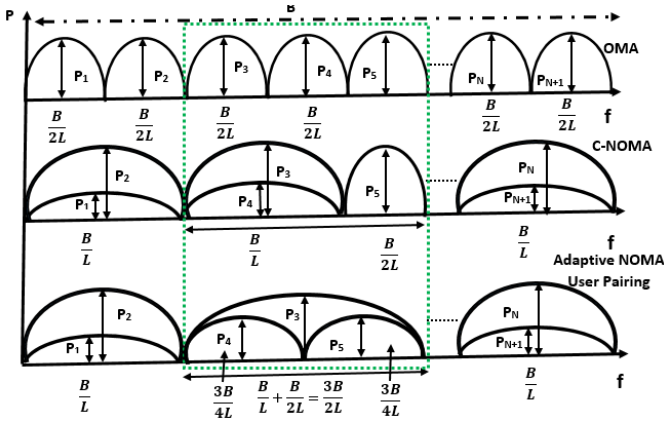 B
P
P1 P2 P3 P4 P5 PN PN+1
OMA
B/2L B/2L B/2L B/2L B/2L B/2L
f
C-NOMA
P1 P2 P4 P3 P5 PN PN+1
B/L B/L B/2L B/L
f
Adaptive NOMA
User Pairing
P1 P2 P4 P3 P5 PN PN+1
B/L 3B/4L B/L + B/2L = 3B/2L 3B/4L B/L
f